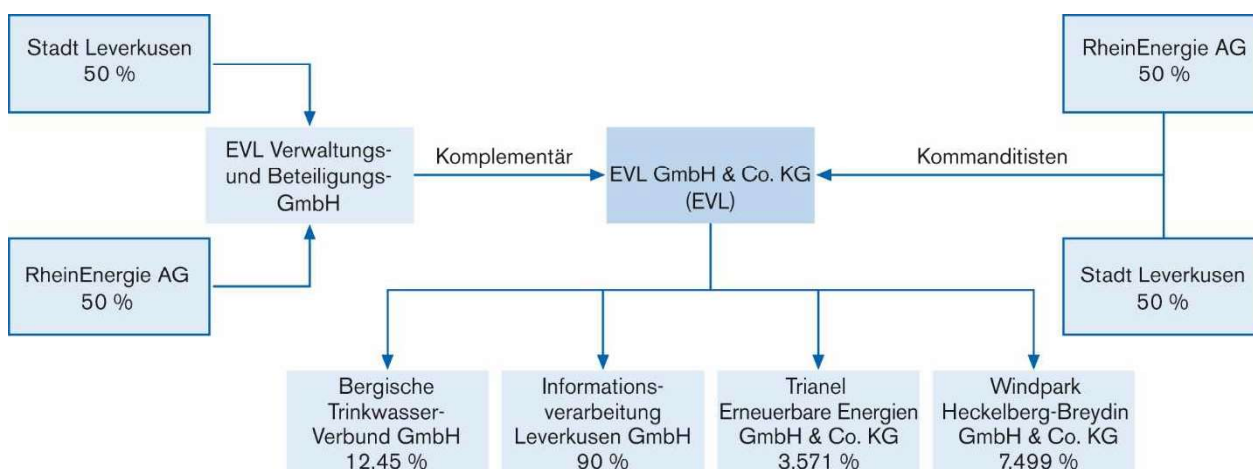 Stadt Leverkusen
50 %
RheinEnergie AG
50 %
EVL Verwaltungs-
und Beteiligungs-
GmbH
Komplementär
EVL GmbH & Co. KG
(EVL)
Kommanditisten
RheinEnergie AG
50 %
Stadt Leverkusen
50 %
Bergische
Trinkwasser-
Verbund GmbH
12,45 %
Informations-
verarbeitung
Leverkusen GmbH
90 %
Trianel
Erneuerbare Energien
GmbH & Co. KG
3,571 %
Windpark
Heckelberg-Breydin
GmbH & Co. KG
7,499 %